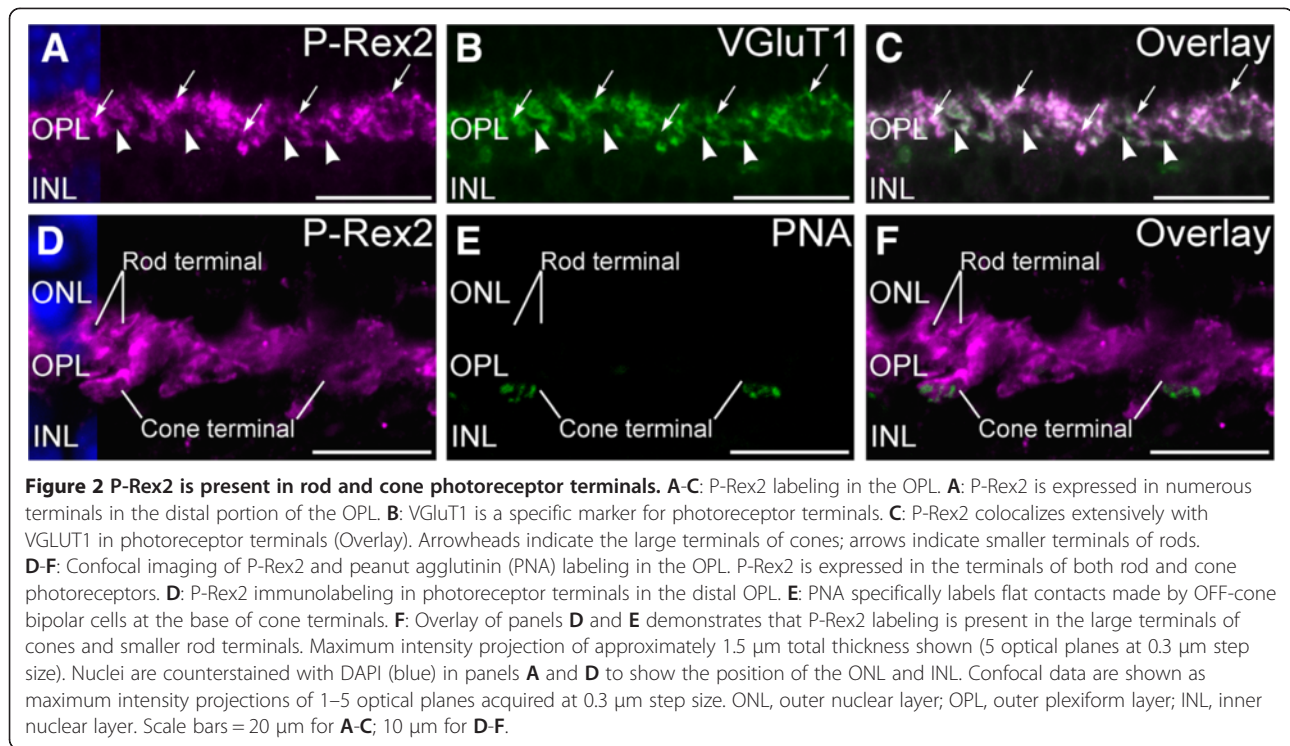 A P-Rex2
B VGluT1
C Overlay
OPL
INL
D P-Rex2
E PNA
F Overlay
Rod terminal
Rod terminal
Rod terminal
ONL
ONL
ONL
OPL
OPL
OPL
Cone terminal
Cone terminal
Cone terminal
INL
INL
INL
Figure 2 P-Rex2 is present in rod and cone photoreceptor terminals. A-C: P-Rex2 labeling in the OPL. A: P-Rex2 is expressed in numerous
terminals in the distal portion of the OPL. B: VGluT1 is a specific marker for photoreceptor terminals. C: P-Rex2 colocalizes extensively with
VGLUT1 in photoreceptor terminals (Overlay). Arrowheads indicate the large terminals of cones; arrows indicate smaller terminals of rods.
D-F: Confocal imaging of P-Rex2 and peanut agglutinin (PNA) labeling in the OPL. P-Rex2 is expressed in the terminals of both rod and cone
photoreceptors. D: P-Rex2 immunolabeling in photoreceptor terminals in the distal OPL. E: PNA specifically labels flat contacts made by OFF-cone
bipolar cells at the base of cone terminals. F: Overlay of panels D and E demonstrates that P-Rex2 labeling is present in the large terminals of
cones and smaller rod terminals. Maximum intensity projection of approximately 1.5 μm total thickness shown (5 optical planes at 0.3 μm step
size). Nuclei are counterstained with DAPI (blue) in panels A and D to show the position of the ONL and INL. Confocal data are shown as
maximum intensity projections of 1–5 optical planes acquired at 0.3 μm step size. ONL, outer nuclear layer; OPL, outer plexiform layer; INL, inner
nuclear layer. Scale bars = 20 μm for A-C; 10 μm for D-F.